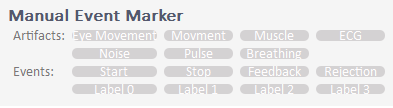 Manual Event Marker
Artifacts: Eye Movement Movment Muscle ECG
Noise Pulse Breathing
Events: Start Stop Feedback Rejection
Label 0 Label 1 Label 2 Label 3